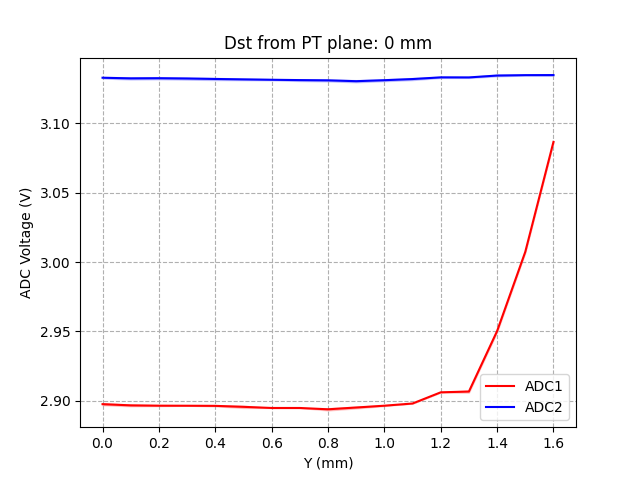 Dst from PT plane: 0 mm
ADC Voltage (V)
3.10
3.05
3.00
2.95
2.90
ADC1
ADC2
0.0 0.2 0.4 0.6 0.8 1.0 1.2 1.4 1.6
Y (mm)